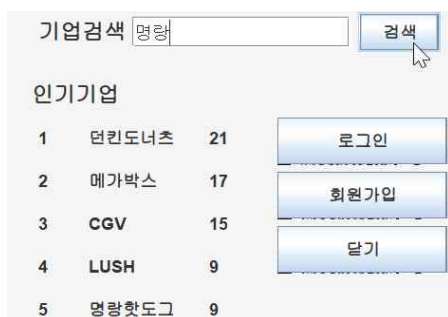 기업검색 명랑 검색
인기기업
1 던킨도너츠 21
로그인
2 메가박스 17
회원가입
3 CGV 15
닫기
4 LUSH 9
5 명랑핫도그 9